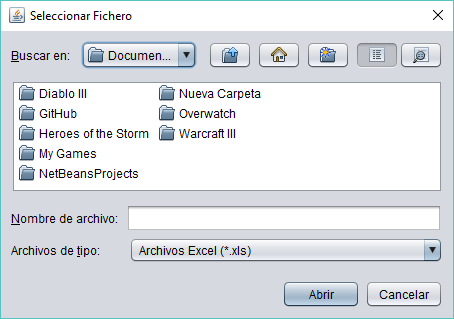 Seleccionar Fichero
Buscar en: Documen...
Diablo III
GitHub
Heroes of the Storm
My Games
NetBeansProjects
Nueva Carpeta
Overwatch
Warcraft III
Nombre de archivo:
Archivos de tipo: Archivos Excel (*.xls)
Abrir Cancelar